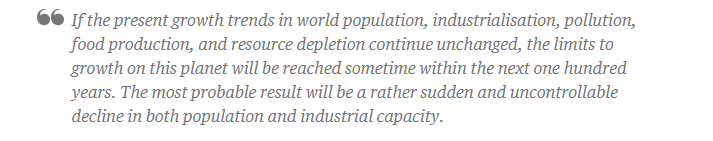 ❝ If the present growth trends in world population, industrialisation, pollution,
food production, and resource depletion continue unchanged, the limits to
growth on this planet will be reached sometime within the next one hundred
years. The most probable result will be a rather sudden and uncontrollable
decline in both population and industrial capacity.